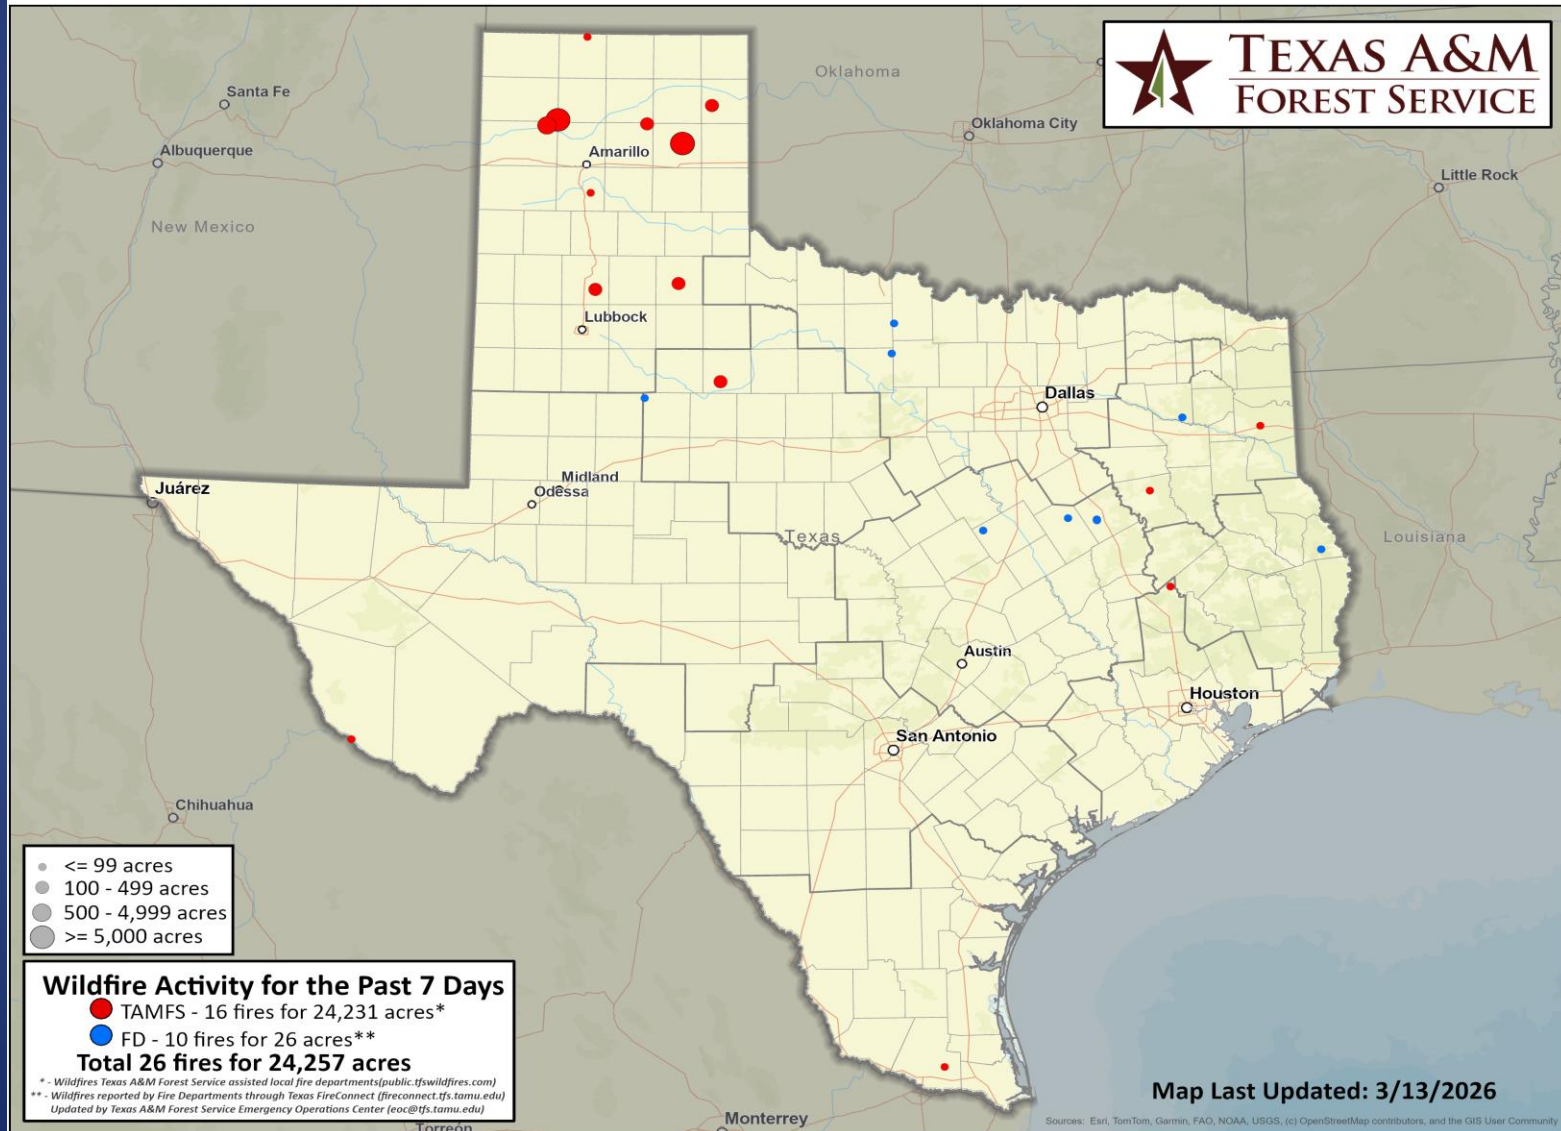 TEXAS A&M
FOREST SERVICE
Oklahoma
Santa Fe
Oklahoma City
Albuquerque
Amarillo
Little Rock
New Mexico
Lubbock
Dallas
Midland
Odessa
Juárez
Texas
Louisiana
Austin
Houston
San Antonio
Chihuahua
<= 99 acres
100 - 499 acres
500 - 4,999 acres
>= 5,000 acres
Wildfire Activity for the Past 7 Days
TAMFS - 16 fires for 24,231 acres*
FD - 10 fires for 26 acres**
Total 26 fires for 24,257 acres
* - Wildfires Texas A&M Forest Service assisted local fire departments(public.tfswildfires.com)
** - Wildfires reported by Fire Departments through Texas FireConnect (fireconnect.tfs.tamu.edu)
Updated by Texas A&M Forest Service Emergency Operations Center (eoc@tfs.tamu.edu)
Map Last Updated: 3/13/2026
Monterrey
Torreón
Sources: Esri, TomTom, Garmin, FAO, NOAA, USGS, (c) OpenStreetMap contributors, and the GIS User Community